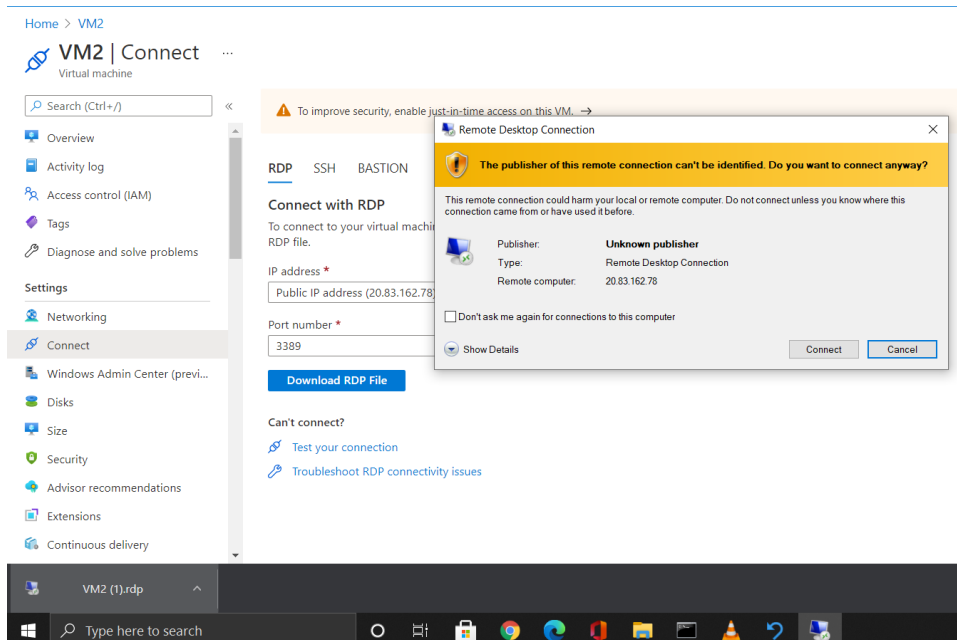 Home > VM2
VM2 | Connect ...
Virtual machine
Search (Ctrl+/)
«
Overview
Activity log
Access control (IAM)
Tags
Diagnose and solve problems
Settings
Networking
Connect
Windows Admin Center (previ...
Disks
Size
Security
Advisor recommendations
Extensions
Continuous delivery
To improve security, enable just-in-time access on this VM. →
RDP SSH BASTION
Connect with RDP
To connect to your virtual machi
RDP file.
IP address *
Public IP address (20.83.162.78)
Port number *
3389
Download RDP File
Can't connect?
Test your connection
Troubleshoot RDP connectivity issues
Remote Desktop Connection
The publisher of this remote connection can't be identified. Do you want to connect anyway?
This remote connection could harm your local or remote computer. Do not connect unless you know where this
connection came from or have used it before.
Publisher: Unknown publisher
Type: Remote Desktop Connection
Remote computer: 20.83.162.78
Don't ask me again for connections to this computer
Show Details
Connect
Cancel
VM2 (1).rdp
Type here to search